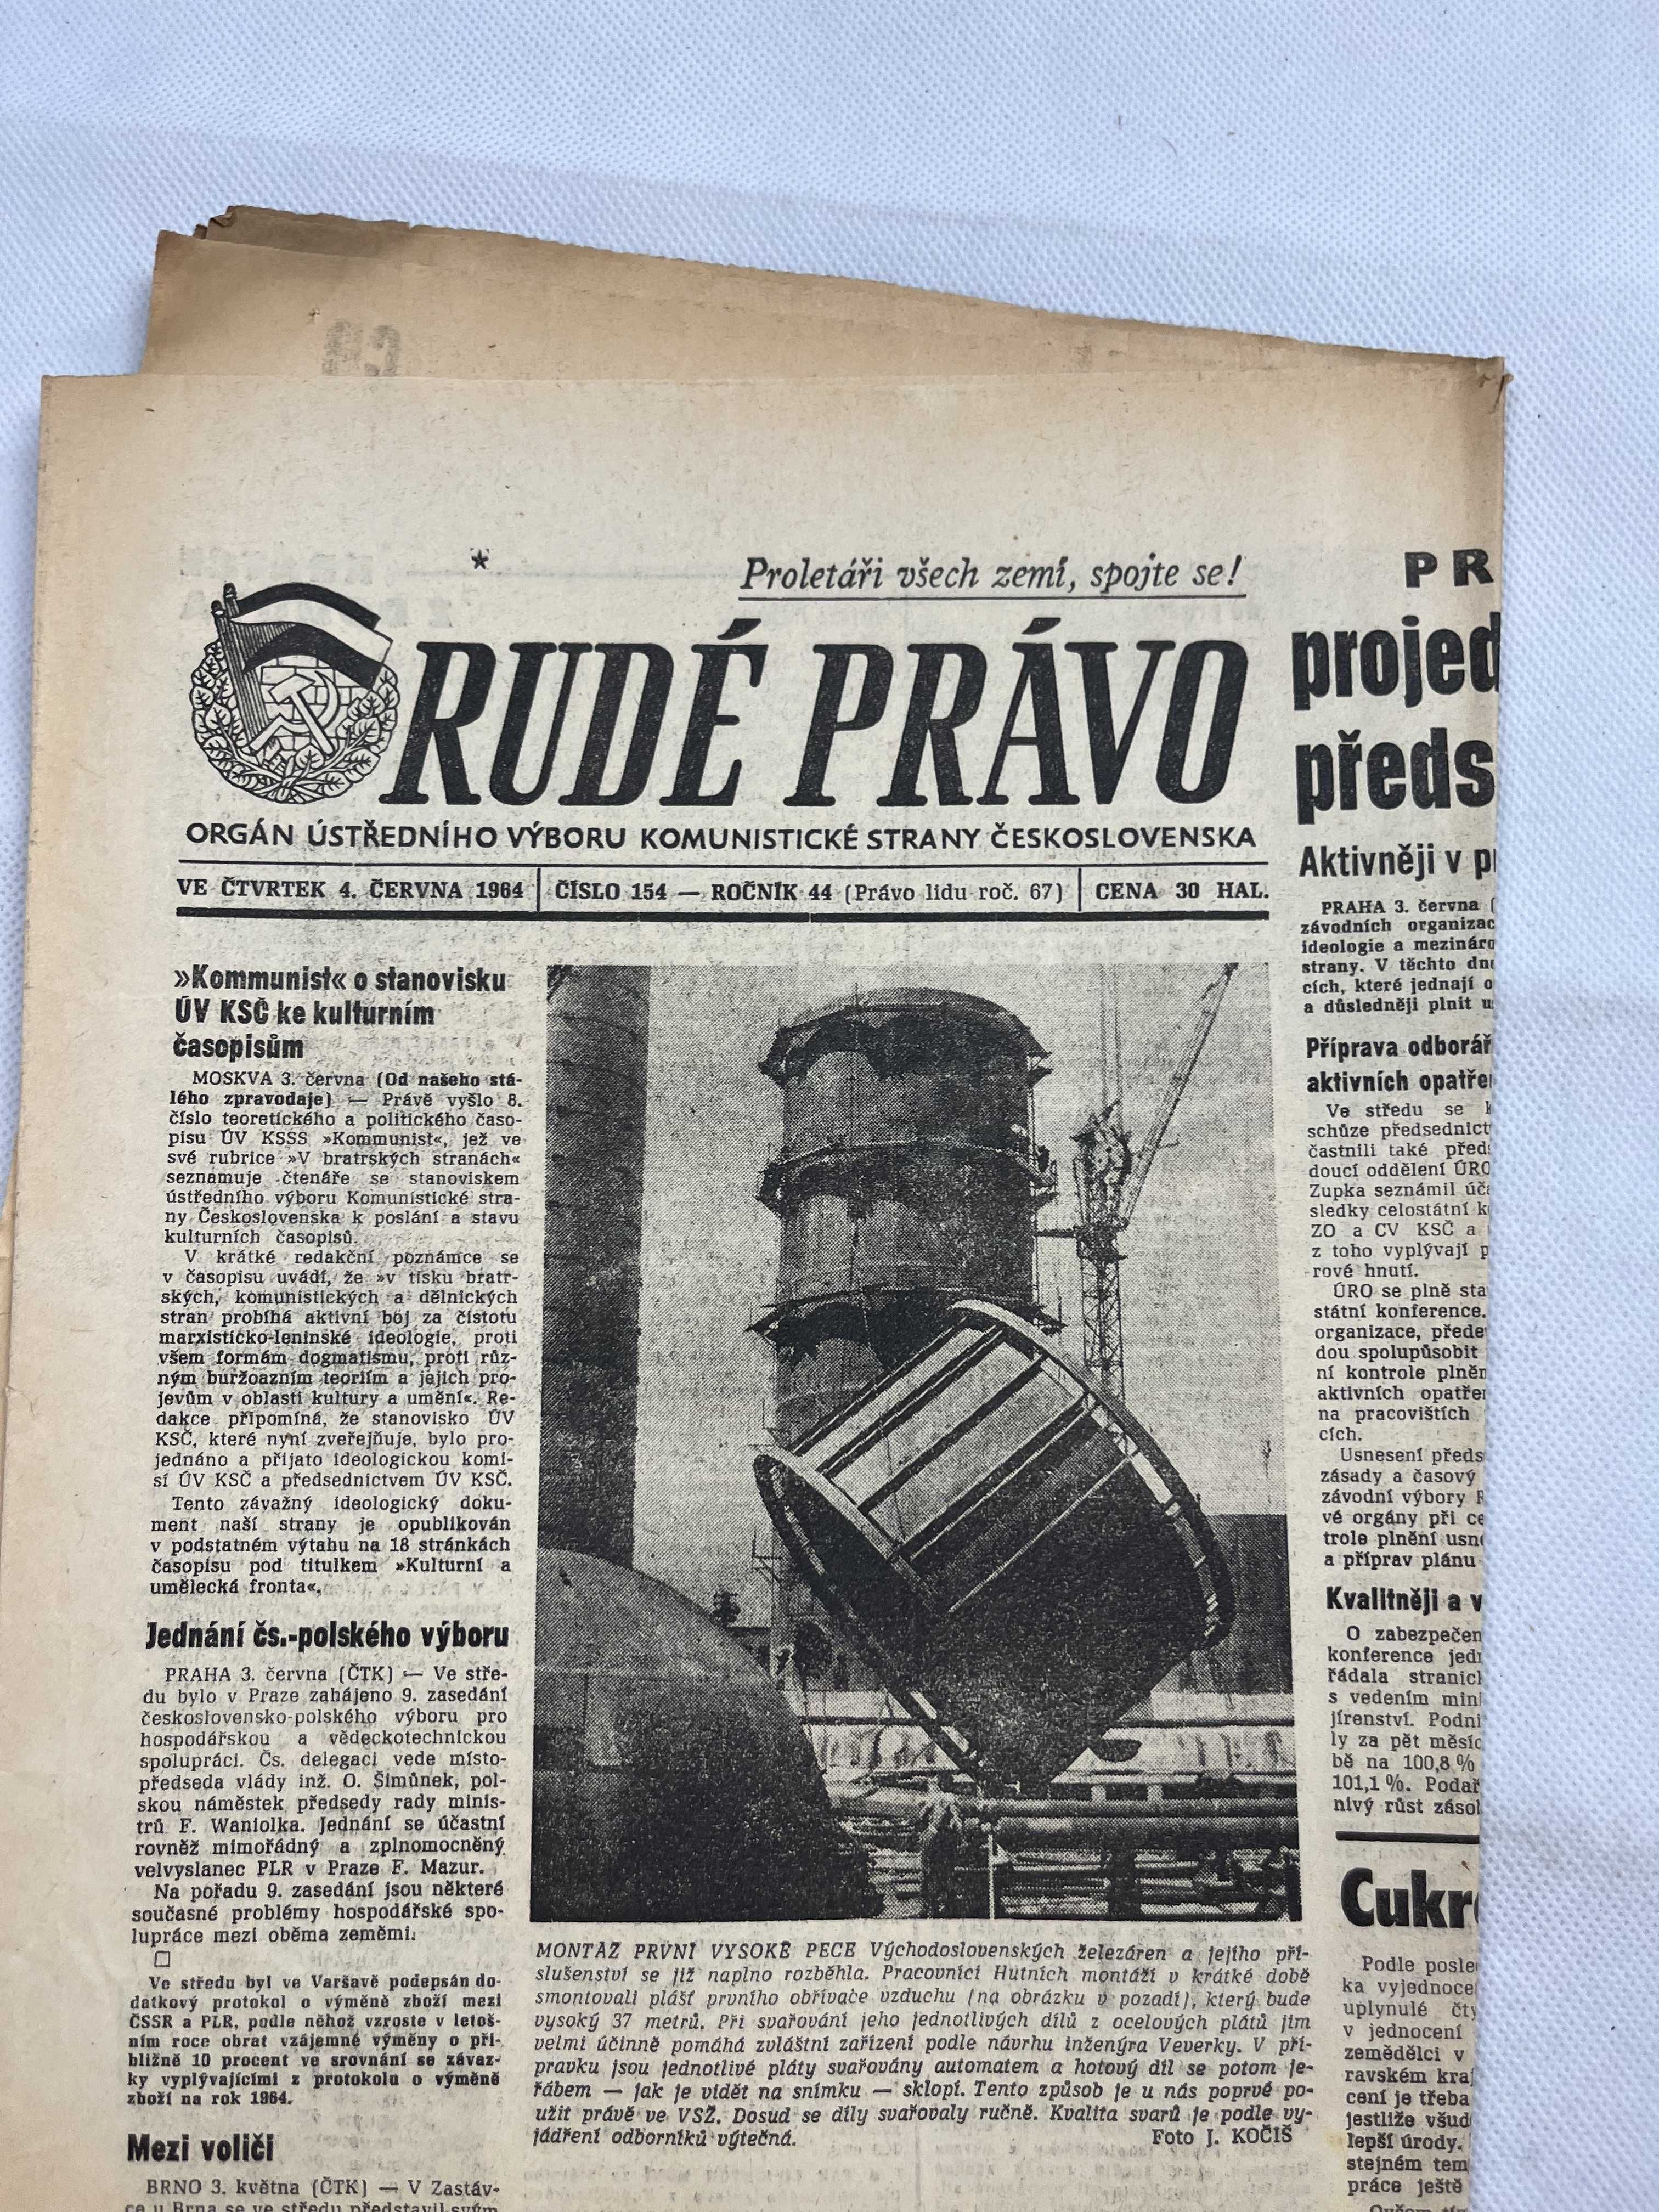 Proletáři všech zemí, spojte se!
RUDÉ PRÁVO
ORGÁN ÚSTŘEDNÍHO VÝBORU KOMUNISTICKÉ STRANY ČESKOSLOVENSKA
VE ČTVRTEK 4. ČERVNA 1964 ČÍSLO 154 — ROČNÍK 44 (Právo lidu roč. 67) CENA 30 HAL.
»Kommunist« o stanovisku
ÚV KSČ ke kulturním
časopisům
MOSKVA 3. června (Od našeho stá-
lého zpravodaje) — Právě vyšlo 8.
číslo teoretického a politického časo-
pisu ÚV KSSS »Kommunist«, jež ve
své rubrice »V bratrských stranách«
seznamuje čtenáře se stanoviskem
ústředního výboru Komunistické stra-
ny Československa k poslání a stavu
kulturních časopisů.
V krátké redakční poznámce se
v časopisu uvádí, že »v tisku bratr-
ských, komunistických a dělnických
stran probíhá aktivní boj za čistotu
marxisticko-leninské ideologie, proti
všem formám dogmatismu, proti růz-
ným buržoazním teoriím a jejich pro-
jevům v oblasti kultury a umění«. Re-
dakce připomíná, že stanovisko ÚV
KSČ, které nyní zveřejňuje, bylo pro-
jednáno a přijato ideologickou komi-
sí ÚV KSČ a předsednictvem ÚV KSČ.
Tento závažný ideologický doku-
ment naší strany je opublikován
v podstatném výtahu na 18 stránkách
časopisu pod titulkem »Kulturní a
umělecká fronta«.
Jednání čs.-polského výboru
PRAHA 3. června (ČTK) — Ve stře-
du bylo v Praze zahájeno 9. zasedání
československo-polského výboru pro
hospodářskou a vědeckotechnickou
spolupráci. Čs. delegaci vede místo-
předseda vlády inž. O. Šimůnek, pol-
skou náměstek předsedy rady minis-
trů F. Waniolka. Jednání se účastní
rovněž mimořádný a zplnomocněný
velvyslanec PLR v Praze F. Mazur.
Na pořadu 9. zasedání jsou některé
současné problémy hospodářské spo-
lupráce mezi oběma zeměmi.
Ve středu byl ve Varšavě podepsán do-
datkový protokol o výměně zboží mezi
ČSSR a PLR, podle něhož vzroste v letoš-
ním roce obrat vzájemné výměny o při-
bližně 10 procent ve srovnání se závaz-
ky vyplývajícími z protokolu o výměně
zboží na rok 1964.
Mezi voliči
BRNO 3. května (ČTK) — V Zastáv-
ce u Brna se ve středu představil svým
MONTÁŽ PRVNÍ VYSOKÉ PECE Východoslovenských železáren a jejího pří-
slušenství se již naplno rozběhla. Pracovníci Hutních montáží v krátké době
smontovali plášť prvního ohřívače vzduchu (na obrázku v pozadí), který bude
vysoký 37 metrů. Při svařování jeho jednotlivých dílů z ocelových plátů jim
velmi účinně pomáhá zvláštní zařízení podle návrhu inženýra Veverky. V pří-
pravku jsou jednotlivé pláty svařovány automatem a hotový díl se potom je-
řábem — jak je vidět na snímku — sklopí. Tento způsob je u nás poprvé po-
užit právě ve VSŽ. Dosud se díly svařovaly ručně. Kvalita svarů je podle vy-
jádření odborníků výtečná. Foto J. KOČIŠ
PR
projed
předs
Aktivněji v p
PRAHA 3. června (
závodních organizac
ideologie a mezináro
strany. V těchto dne
cích, které jednají o
a důsledněji plnit u
Příprava odborář
aktivních opatře
Ve středu se k
schůze předsednict
častnili také před
doucí oddělení ÚRO
Zupka seznámil úča
sledky celostátní k
ZO a CV KSČ a
z toho vyplývají p
rové hnutí.
ÚRO se plně sta
státní konference.
organizace, přede
dou spolupůsobit
ní kontrole plněn
aktivních opatře
na pracovištích
cích.
Usnesení předs
zásady a časový
závodní výbory R
vé orgány při ce
trole plnění usn
a příprav plánu
Kvalitněji a v
O zabezpečen
konference jedn
řádala stranick
s vedením mini
jírenství. Podni
ly za pět měsíc
bě na 100,8 %
101,1 %. Podař
nivý růst zásob
Cukr
Podle posle
ka vyjednoce
uplynulé čty
v jednocení
zemědělci v
ravském kraj
cení je třeba
jestliže všud
lepší úrody.
stejném tem
práce ještě